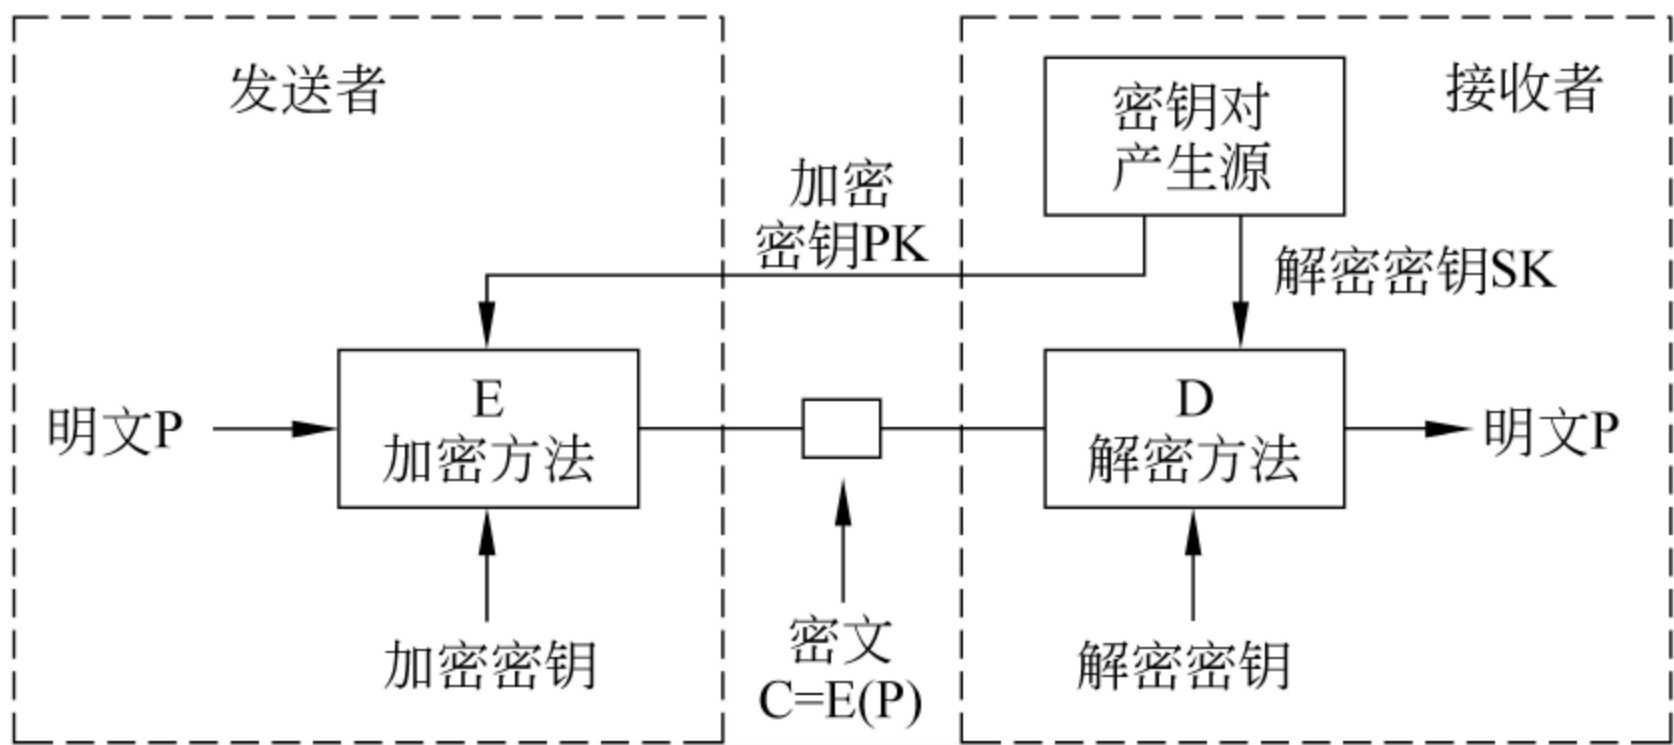 发送者
接收者
密钥对
产生源
加密
密钥PK
解密密钥SK
明文P
E
加密方法
D
解密方法
明文P
加密密钥
密文
C=E(P)
解密密钥